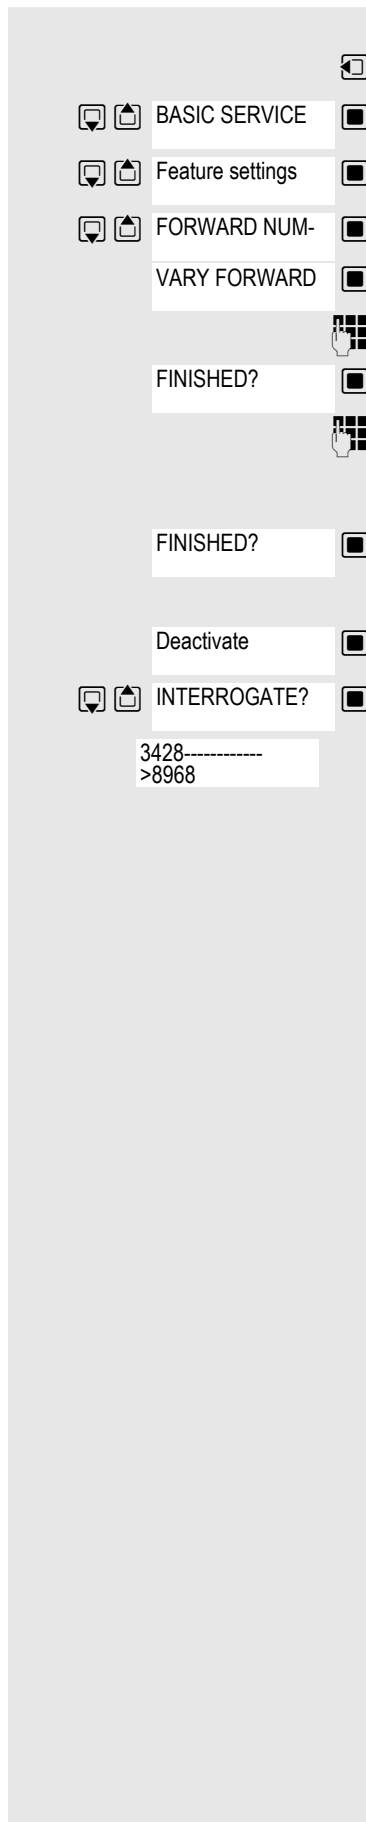 BASIC SERVICE
Feature settings
FORWARD NUM-
VARY FORWARD
FINISHED?
FINISHED?
Deactivate
INTERROGATE?
3428------------
>8968